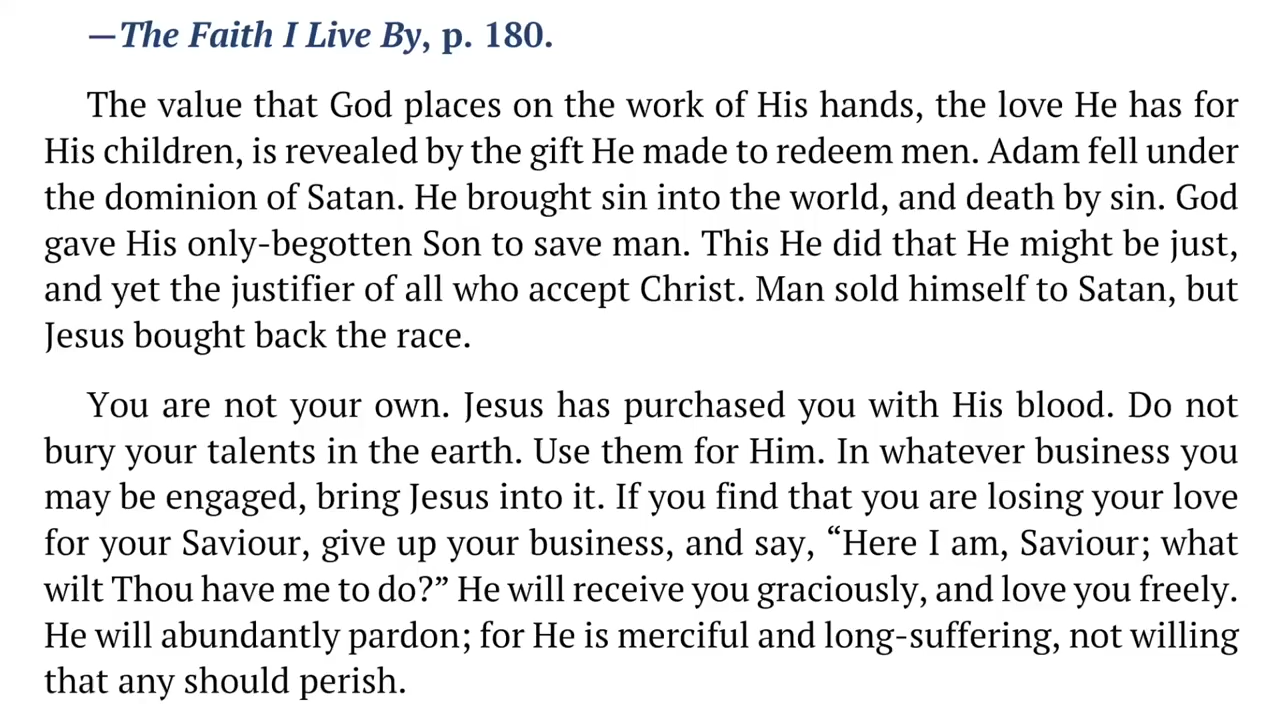 —The Faith I Live By, p. 180.
The value that God places on the work of His hands, the love He has for
His children, is revealed by the gift He made to redeem men. Adam fell under
the dominion of Satan. He brought sin into the world, and death by sin. God
gave His only-begotten Son to save man. This He did that He might be just,
and yet the justifier of all who accept Christ. Man sold himself to Satan, but
Jesus bought back the race.
You are not your own. Jesus has purchased you with His blood. Do not
bury your talents in the earth. Use them for Him. In whatever business you
may be engaged, bring Jesus into it. If you find that you are losing your love
for your Saviour, give up your business, and say, “Here I am, Saviour; what
wilt Thou have me to do?” He will receive you graciously, and love you freely.
He will abundantly pardon; for He is merciful and long-suffering, not willing
that any should perish.